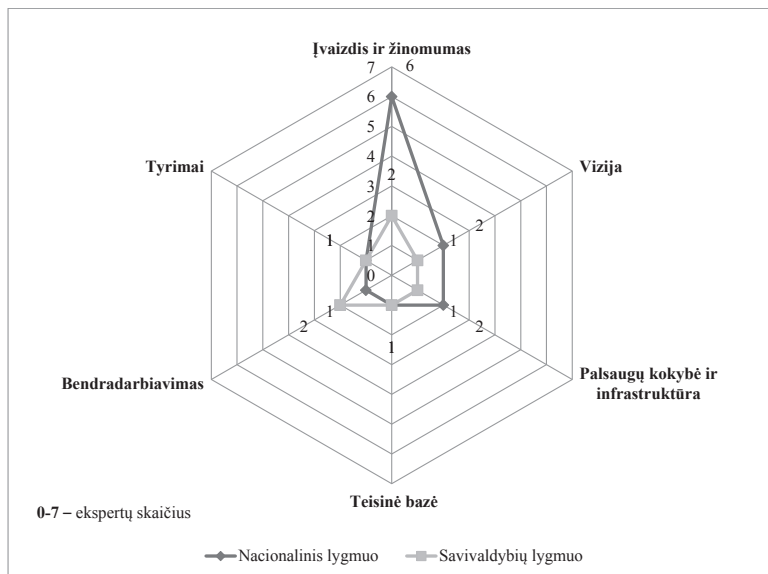 Įvaizdis ir žinomumas
7 6
6
5
Tyrimai 4 Vizija
3 2
2 2
1 1 1
0
1 1
2 1 2
Bendradarbiavimas Palsaugų kokybė ir
infrastruktūra
Teisinė bazė
0-7 – ekspertų skaičius
Nacionalinis lygmuo Savivaldybių lygmuo